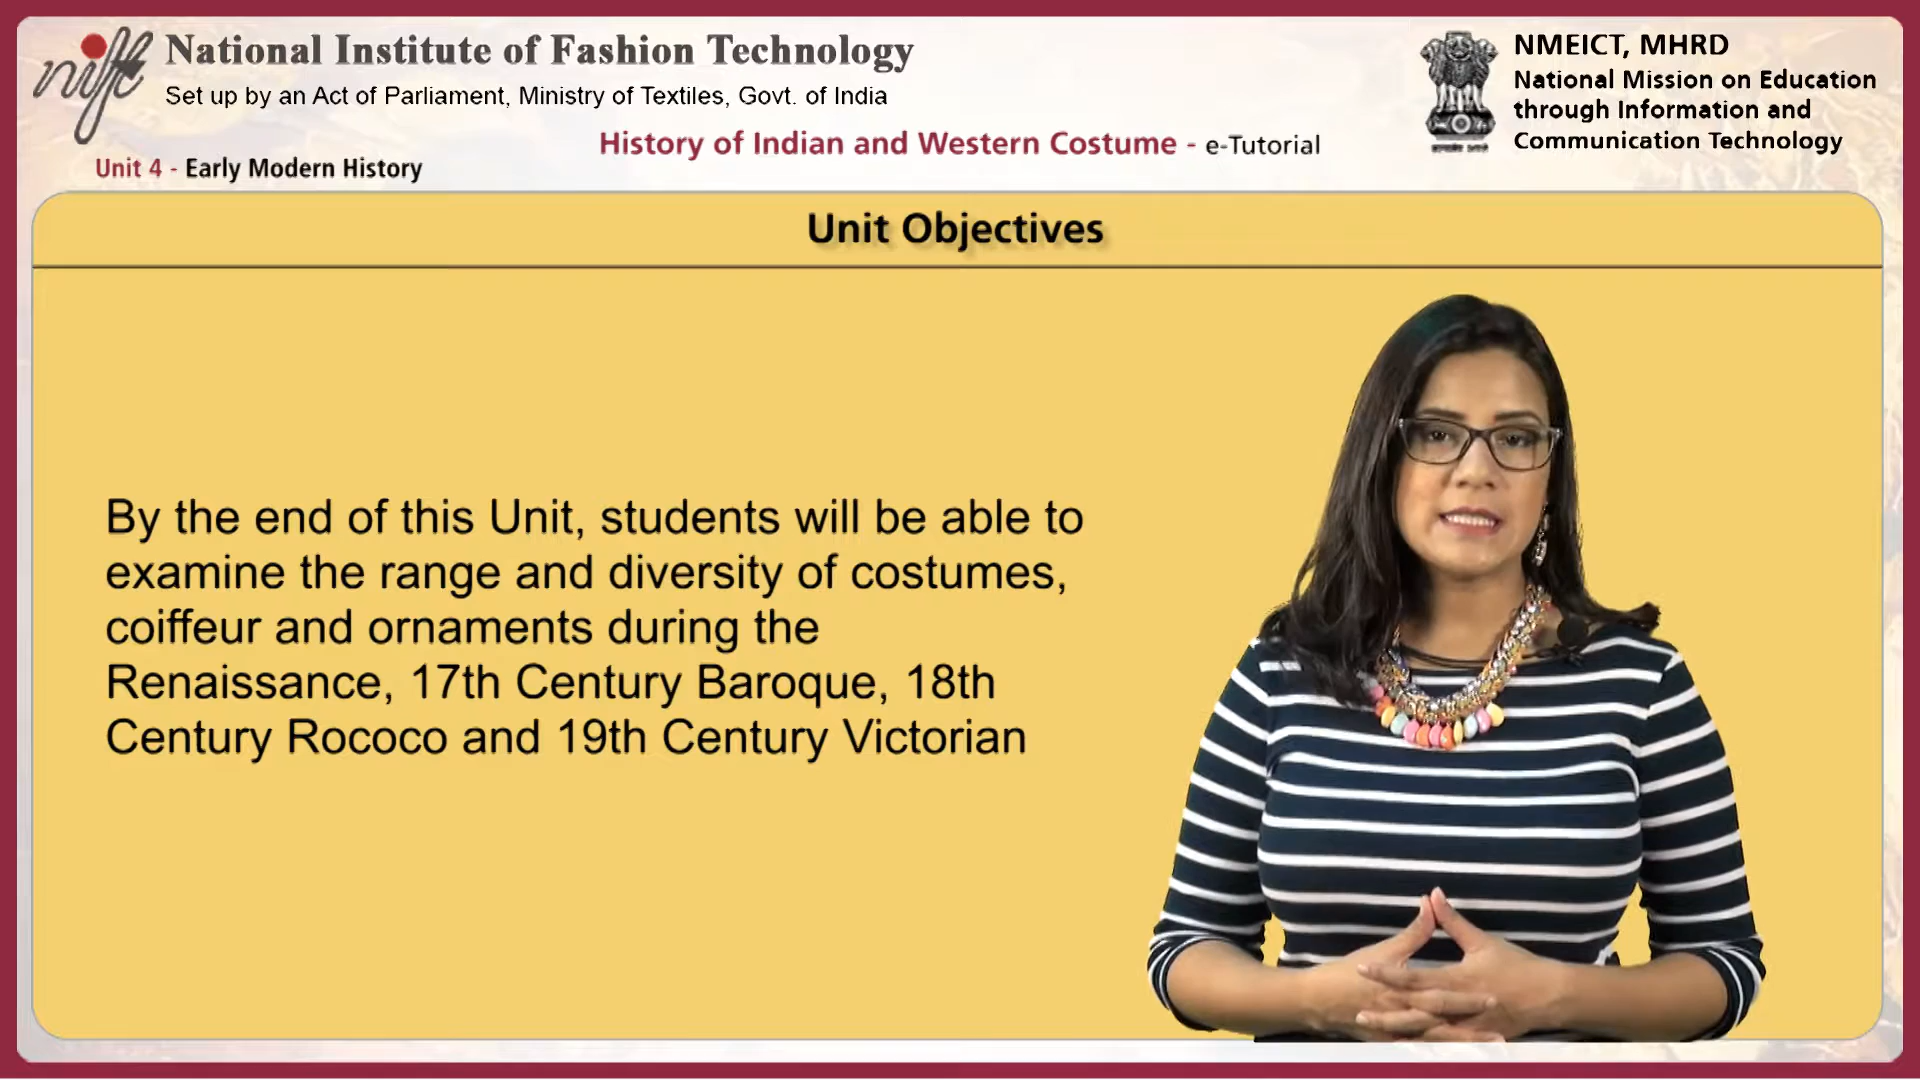 nift
National Institute of Fashion Technology
Set up by an Act of Parliament, Ministry of Textiles, Govt. of India
NMEICT, MHRD
National Mission on Education
through Information and
Communication Technology
History of Indian and Western Costume - e-Tutorial
Unit 4 - Early Modern History
Unit Objectives
By the end of this Unit, students will be able to
examine the range and diversity of costumes,
coiffeur and ornaments during the
Renaissance, 17th Century Baroque, 18th
Century Rococo and 19th Century Victorian